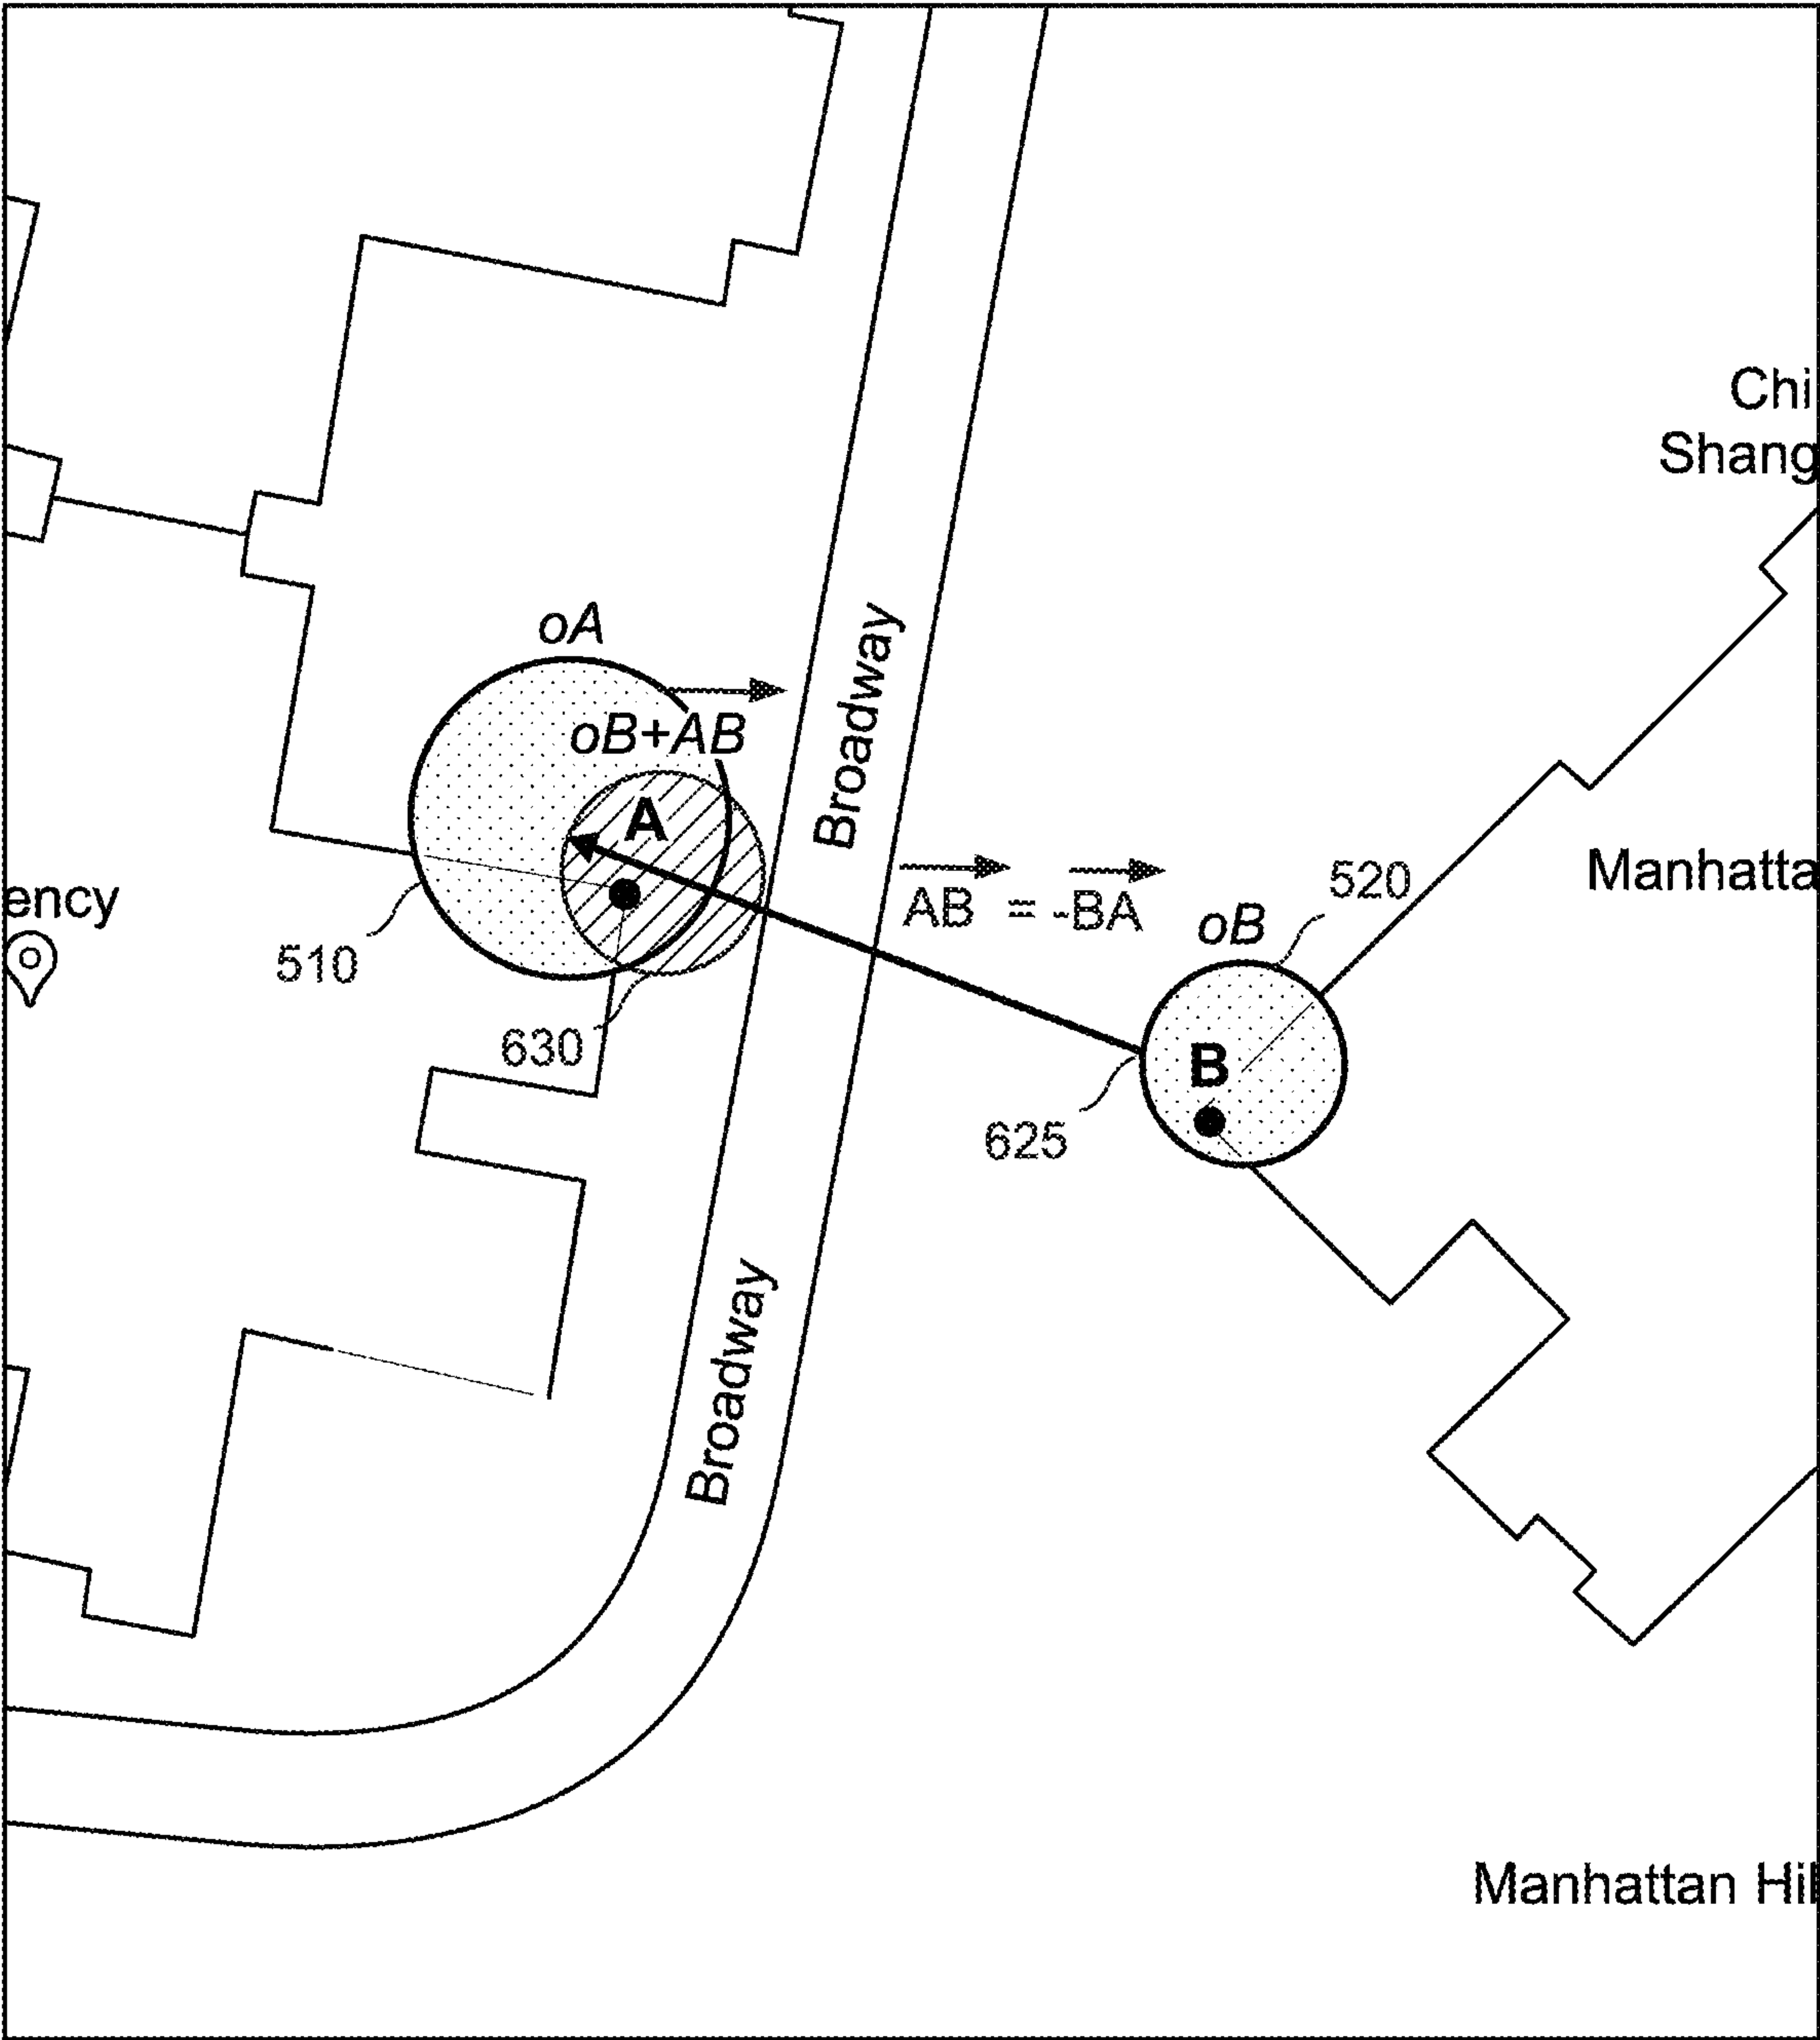 Chi
Shang
oA
oB+AB
Broadway
A
AB = -BA
Manhatta
520
ency
oB
510
630
B
625
Broadway
Manhattan Hil